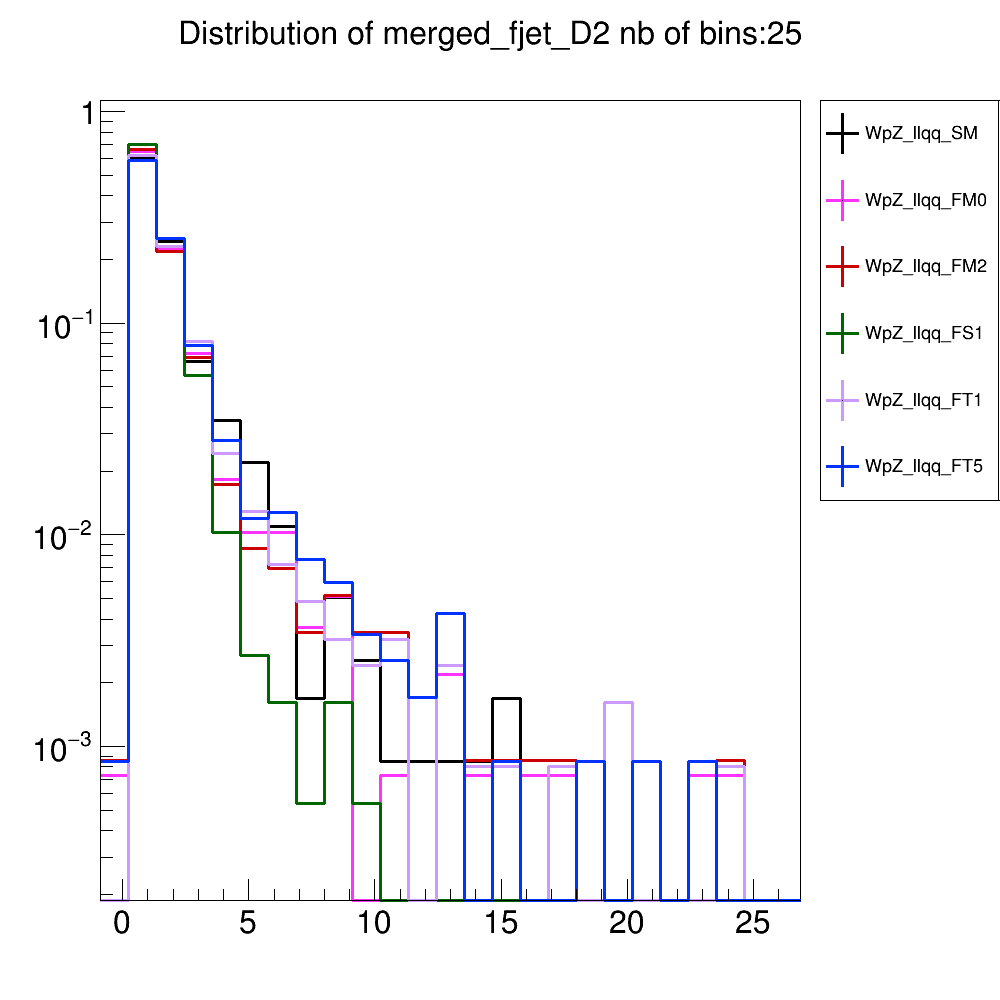 Distribution of merged_fjet_D2 nb of bins:25
1
10−1
10−2
10−3
0 5 10 15 20 25
WpZ_llqq_SM
WpZ_llqq_FM0
WpZ_llqq_FM2
WpZ_llqq_FS1
WpZ_llqq_FT1
WpZ_llqq_FT5